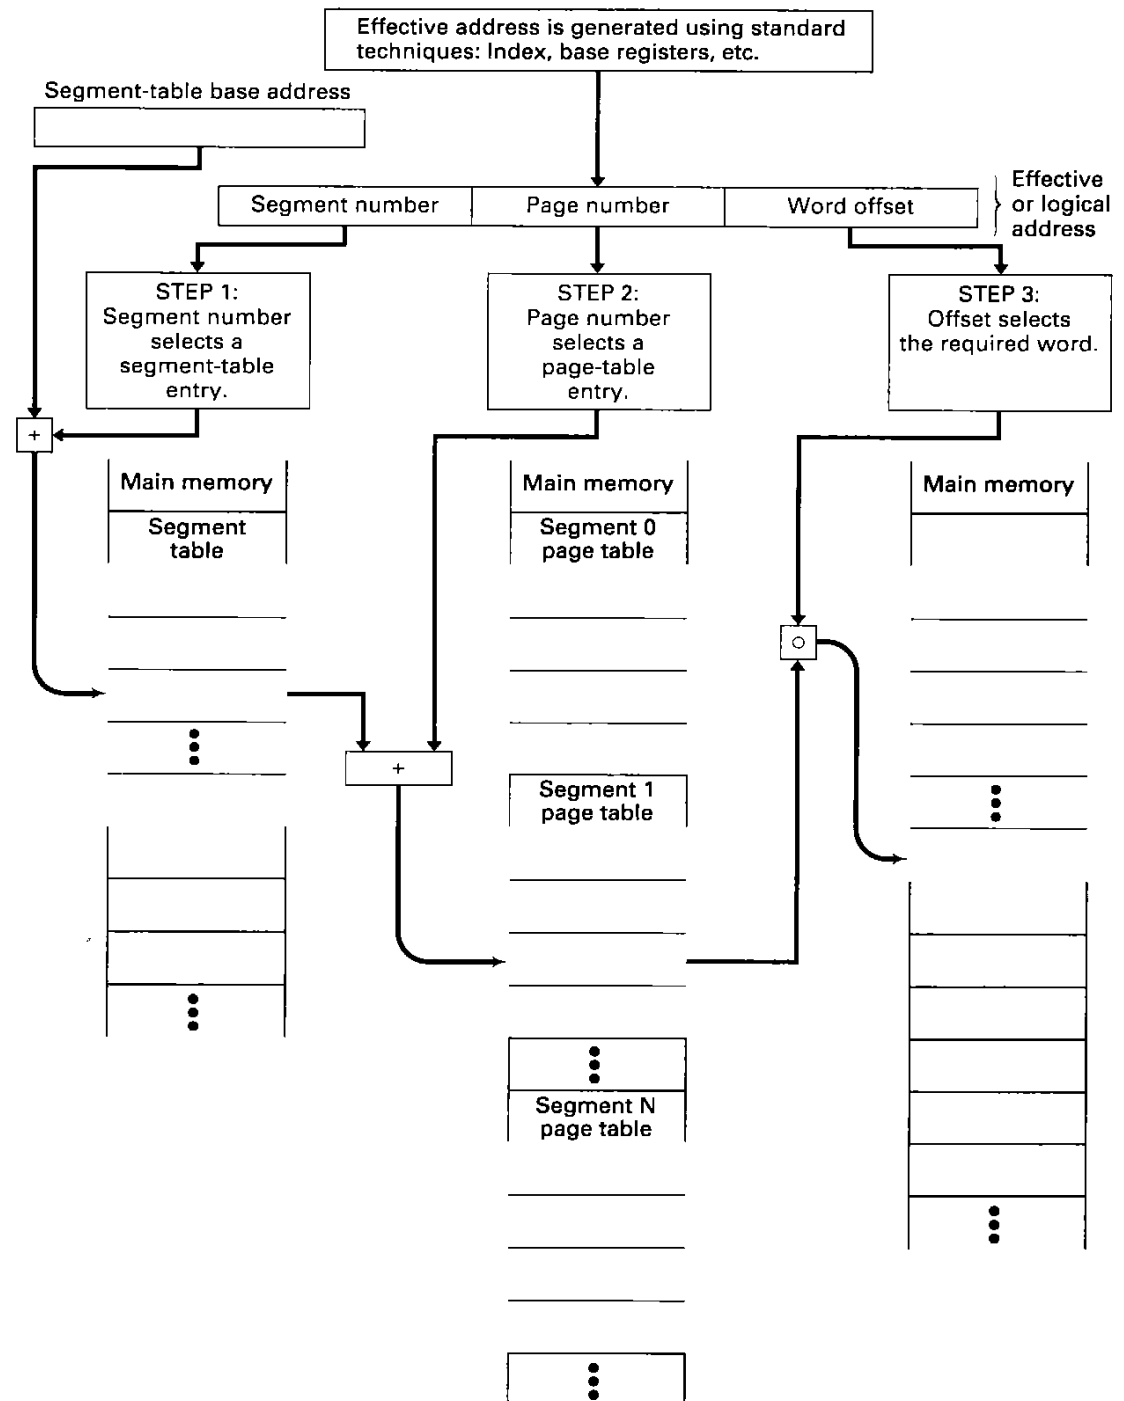 Effective address is generated using standard
techniques: Index, base registers, etc.
Segment-table base address
Segment number
Page number
Word offset
Effective
or logical
address
STEP 1:
Segment number
selects a
segment-table
entry.
STEP 2:
Page number
selects a
page-table
entry.
STEP 3:
Offset selects
the required word.
+
Main memory
Segment
table
Main memory
Segment 0
page table
Main memory
+
Segment 1
page table
Segment N
page table